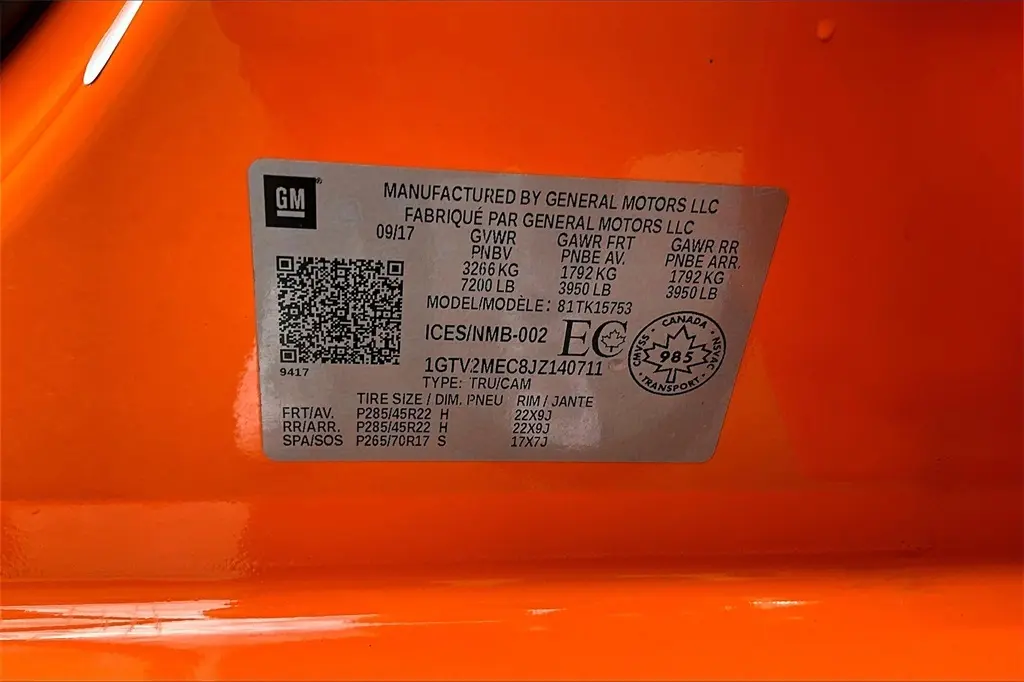 GM
MANUFACTURED BY GENERAL MOTORS LLC
FABRIQUÉ PAR GENERAL MOTORS LLC
09/17 GVWR GAWR FRT GAWR RR
PNBV PNBE AV. PNBE ARR.
3266 KG 1792 KG 1792 KG
7200 LB 3950 LB 3950 LB
MODEL/MODÈLE: 81TK15753
ICES/NMB-002 EC
CANADA
CMVSS 985 NSVAC
TRANSPORT
1GTV2MEC8JZ140711
9417
TYPE: TRU/CAM
TIRE SIZE / DIM. PNEU RIM / JANTE
FRT/AV. P285/45R22 H 22X9J
RR/ARR. P285/45R22 H 22X9J
SPA/SOS P265/70R17 S 17X7J